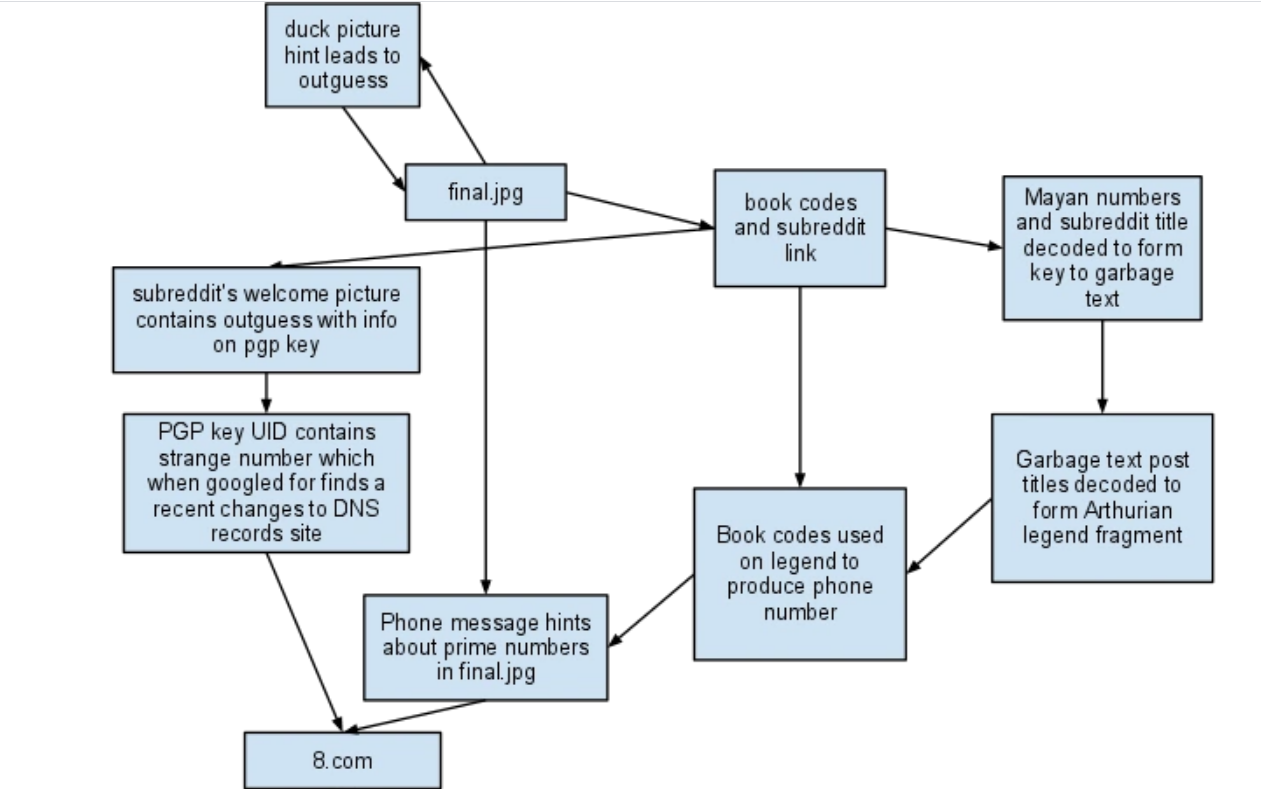 duck picture
hint leads to
outguess
final.jpg
book codes
and subreddit
link
Mayan numbers
and subreddit title
decoded to form
key to garbage
text
subreddit's welcome picture
contains outguess with info
on pgp key
PGP key UID contains
strange number which
when googled for finds a
recent changes to DNS
records site
Garbage text post
titles decoded to
form Arthurian
legend fragment
Book codes used
on legend to
produce phone
number
Phone message hints
about prime numbers
in final.jpg
8.com